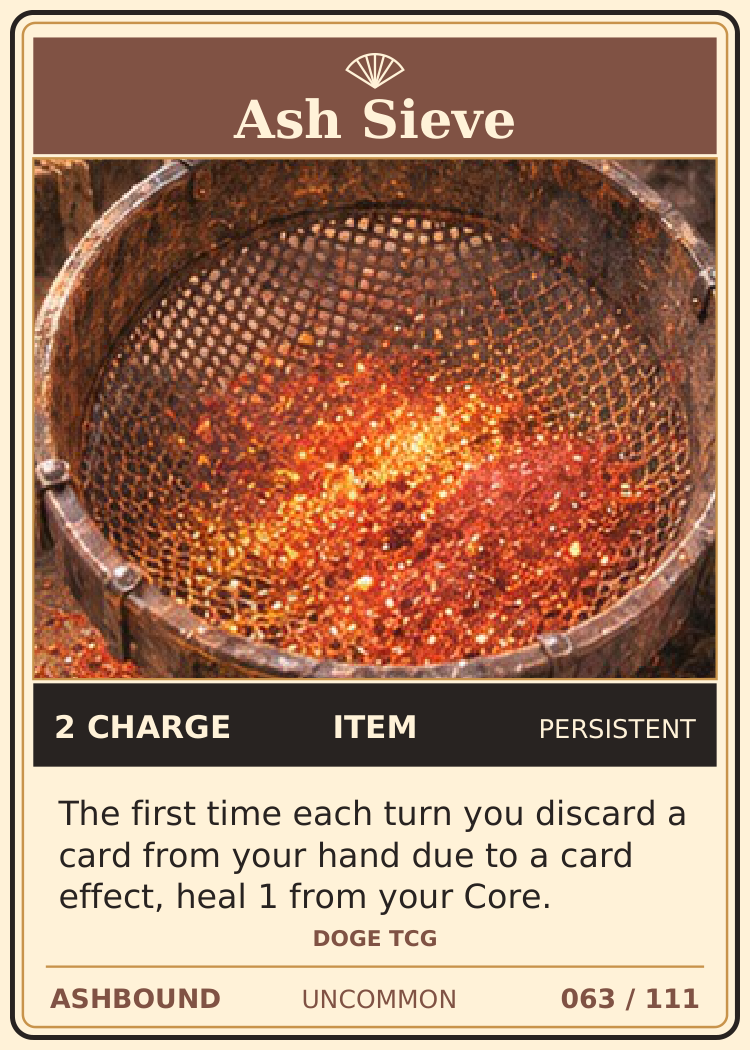 Ash Sieve
2 CHARGE ITEM PERSISTENT
The first time each turn you discard a
card from your hand due to a card
effect, heal 1 from your Core.
DOGE TCG
ASHBOUND UNCOMMON 063 / 111